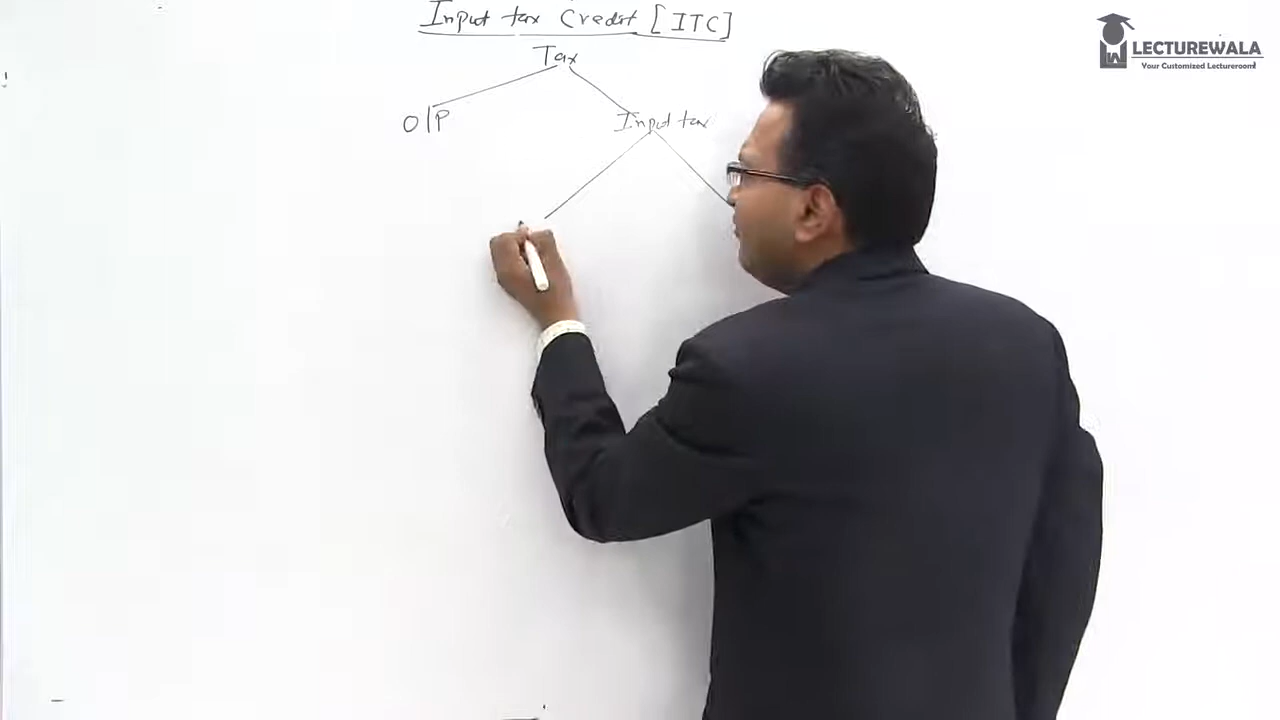 Input tax Credit [ITC]
Tax
O/P
Input tax
LECTUREWALA
Your Customized Lectureroom